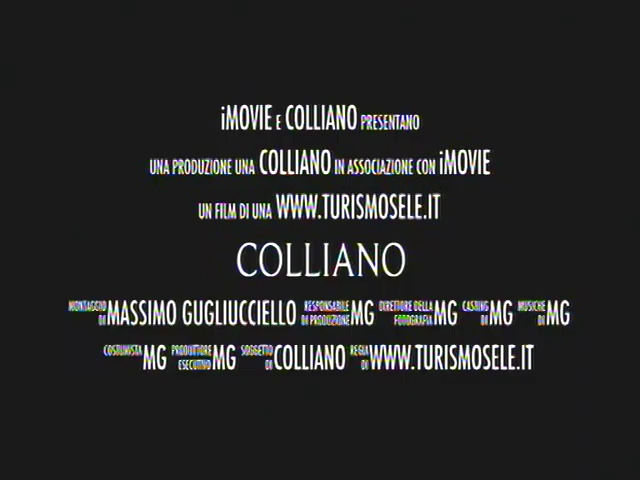 iMOVIE E COLLIANO PRESENTANO
UNA PRODUZIONE UNA COLLIANO IN ASSOCIAZIONE CON iMOVIE
UN FILM DI UNA WWW.TURISMOSELE.IT
COLLIANO
MONTAGGIO DI MASSIMO GUGLIUCCIELLO RESPONSABILE DI PRODUZIONE MG DIRETTORE DELLA FOTOGRAFIA MG CASTING DI MG MUSICHE DI MG
COSTUMISTA MG PRODUTTORE ESECUTIVO MG SOGGETTO DI COLLIANO REGIA DI WWW.TURISMOSELE.IT